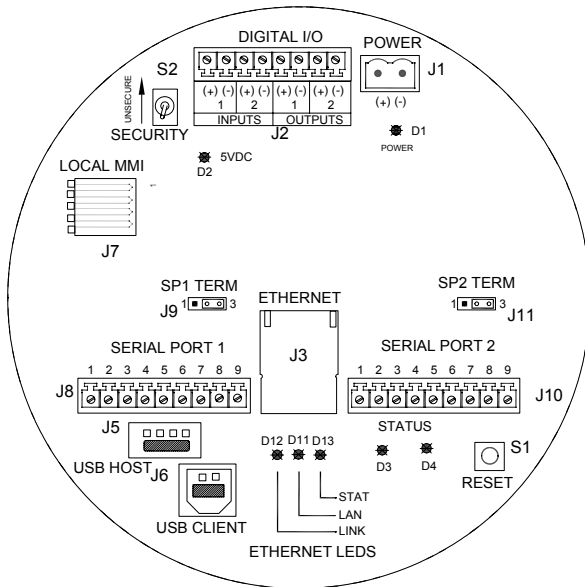 DIGITAL I/O
POWER
S2
J1
UNSECURE
(+) (-) (+) (-) (+) (-) (+) (-)
1 2 1 2
(+) (-)
INPUTS OUTPUTS
SECURITY
J2
D1
POWER
5VDC
D2
LOCAL MMI
J7
SP1 TERM
SP2 TERM
ETHERNET
1 3
1 3
J9
J11
SERIAL PORT 1
J3
SERIAL PORT 2
1 2 3 4 5 6 7 8 9
1 2 3 4 5 6 7 8 9
J8
J10
J5
STATUS
D12 D11 D13
S1
USB HOST
J6
D3
D4
RESET
STAT
LAN
USB CLIENT
LINK
ETHERNET LEDS